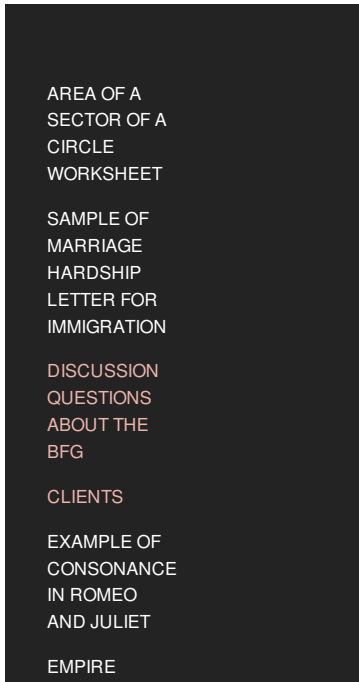 AREA OF A
SECTOR OF A
CIRCLE
WORKSHEET
SAMPLE OF
MARRIAGE
HARDSHIP
LETTER FOR
IMMIGRATION
DISCUSSION
QUESTIONS
ABOUT THE
BFG
CLIENTS
EXAMPLE OF
CONSONANCE
IN ROMEO
AND JULIET
EMPIRE